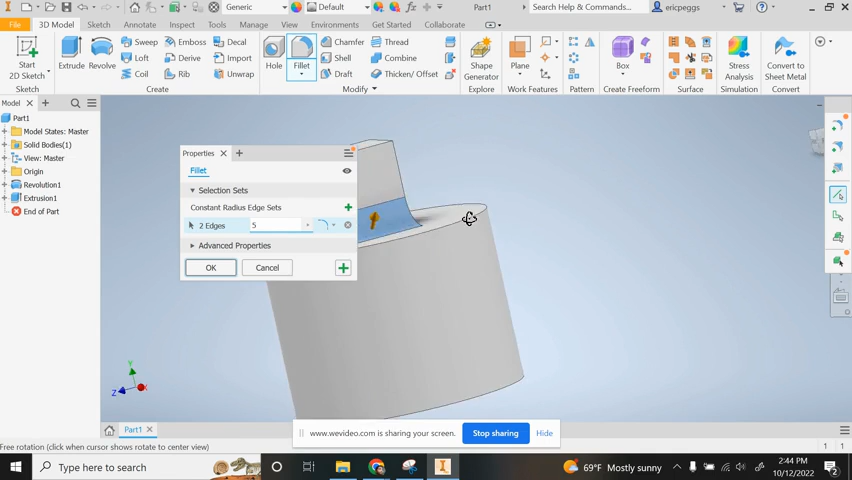 Generic
Default
Part1
Search Help & Commands...
ericpeggs
File
3D Model
Sketch
Annotate
Inspect
Tools
Manage
View
Environments
Get Started
Collaborate
Start
2D Sketch
Extrude
Revolve
Sweep
Emboss
Decal
Loft
Derive
Import
Coil
Rib
Unwrap
Hole
Fillet
Chamfer
Thread
Shell
Combine
Draft
Thicken/ Offset
Shape
Generator
Plane
Box
Stress
Analysis
Convert to
Sheet Metal
Create
Modify
Explore
Work Features
Pattern
Create Freeform
Surface
Simulation
Convert
Model
Part1
Model States: Master
Solid Bodies(1)
View: Master
Origin
Revolution1
Extrusion1
End of Part
Properties
Fillet
Selection Sets
Constant Radius Edge Sets
2 Edges
5
Advanced Properties
OK
Cancel
Y
Z
X
Part1
www.wevideo.com is sharing your screen.
Stop sharing
Hide
Free rotation (click when cursor shows rotate to center view)
1
1
Type here to search
69°F Mostly sunny
2:44 PM
10/12/2022
2